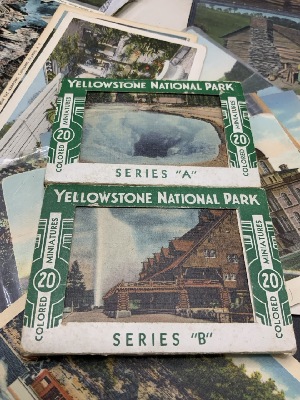 YELLOWSTONE NATIONAL PARK
COLORED 20 MINIATURES
COLORED 20 MINIATURES
SERIES "A"
YELLOWSTONE NATIONAL PARK
COLORED 20 MINIATURES
COLORED 20 MINIATURES
SERIES "B"